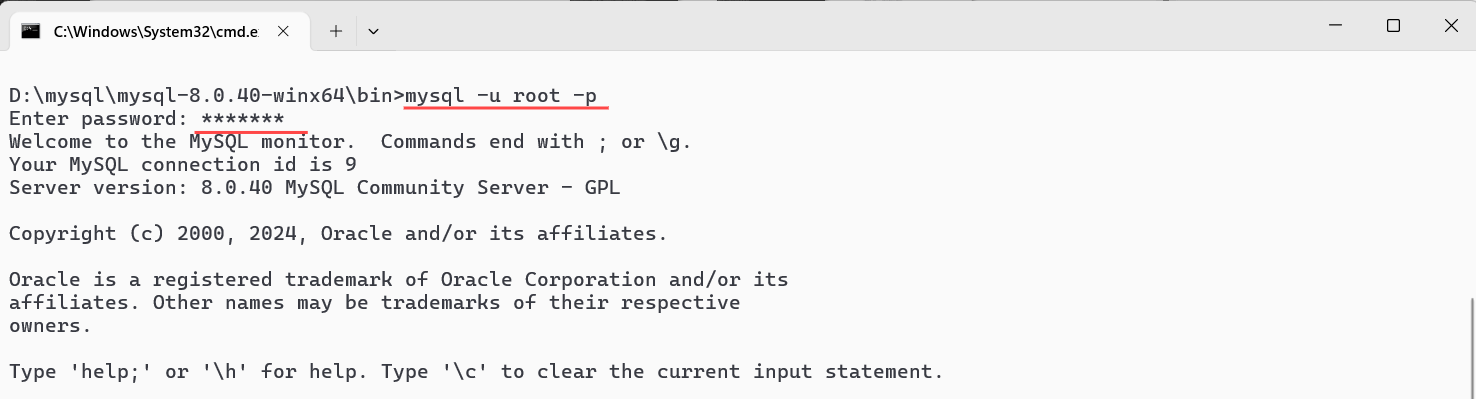 C:\Windows\System32\cmd.e
D:\mysql\mysql-8.0.40-winx64\bin>mysql -u root -p
Enter password: *******
Welcome to the MySQL monitor.  Commands end with ; or \g.
Your MySQL connection id is 9
Server version: 8.0.40 MySQL Community Server - GPL
Copyright (c) 2000, 2024, Oracle and/or its affiliates.
Oracle is a registered trademark of Oracle Corporation and/or its
affiliates. Other names may be trademarks of their respective
owners.
Type 'help;' or '\h' for help. Type '\c' to clear the current input statement.